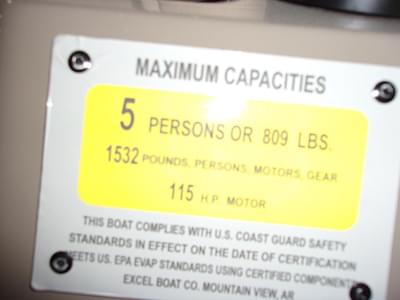 MAXIMUM CAPACITIES
5 PERSONS OR 809 LBS.
1532 POUNDS, PERSONS, MOTORS, GEAR
115 H.P. MOTOR
THIS BOAT COMPLIES WITH U.S. COAST GUARD SAFETY
STANDARDS IN EFFECT ON THE DATE OF CERTIFICATION
MEETS US. EPA EVAP STANDARDS USING CERTIFIED COMPONENTS
EXCEL BOAT CO. MOUNTAIN VIEW, AR